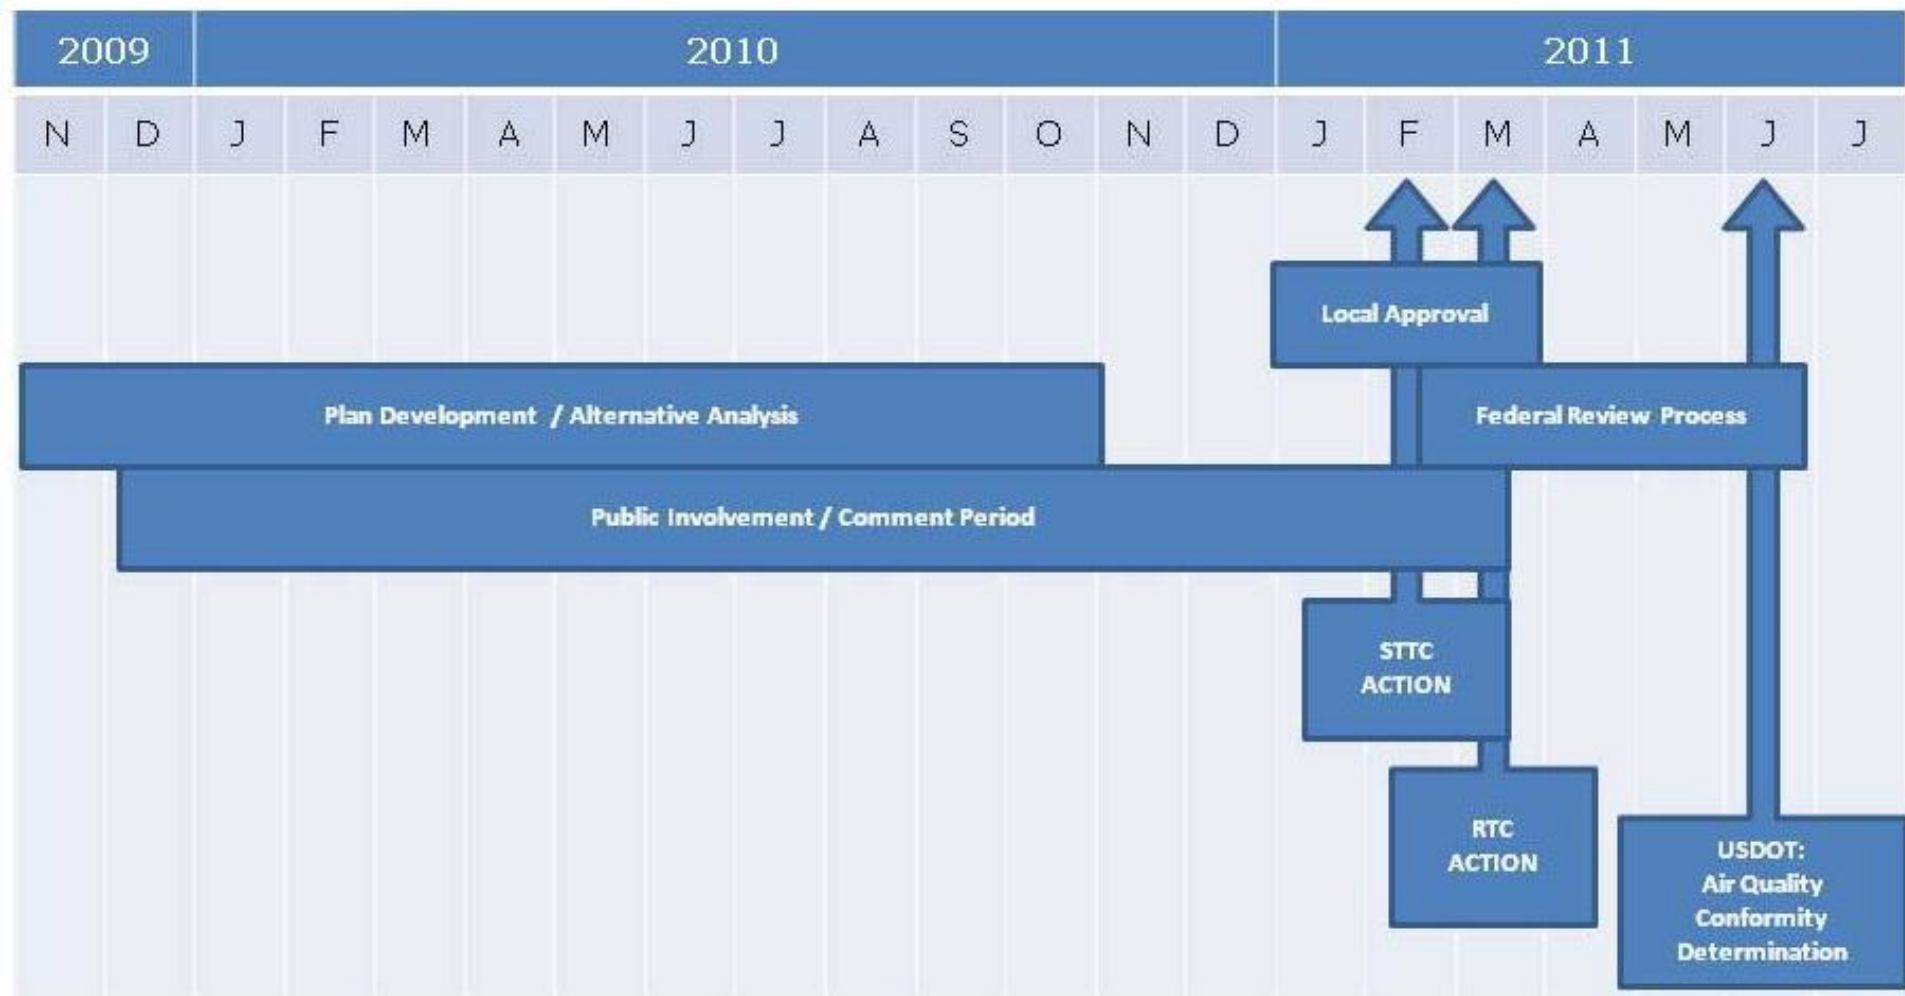 2009 2010 2011
N D J F M A M J J A S O N D J F M A M J J
Local Approval
Plan Development / Alternative Analysis
Federal Review Process
Public Involvement / Comment Period
STTC
ACTION
RTC
ACTION
USDOT:
Air Quality
Conformity
Determination